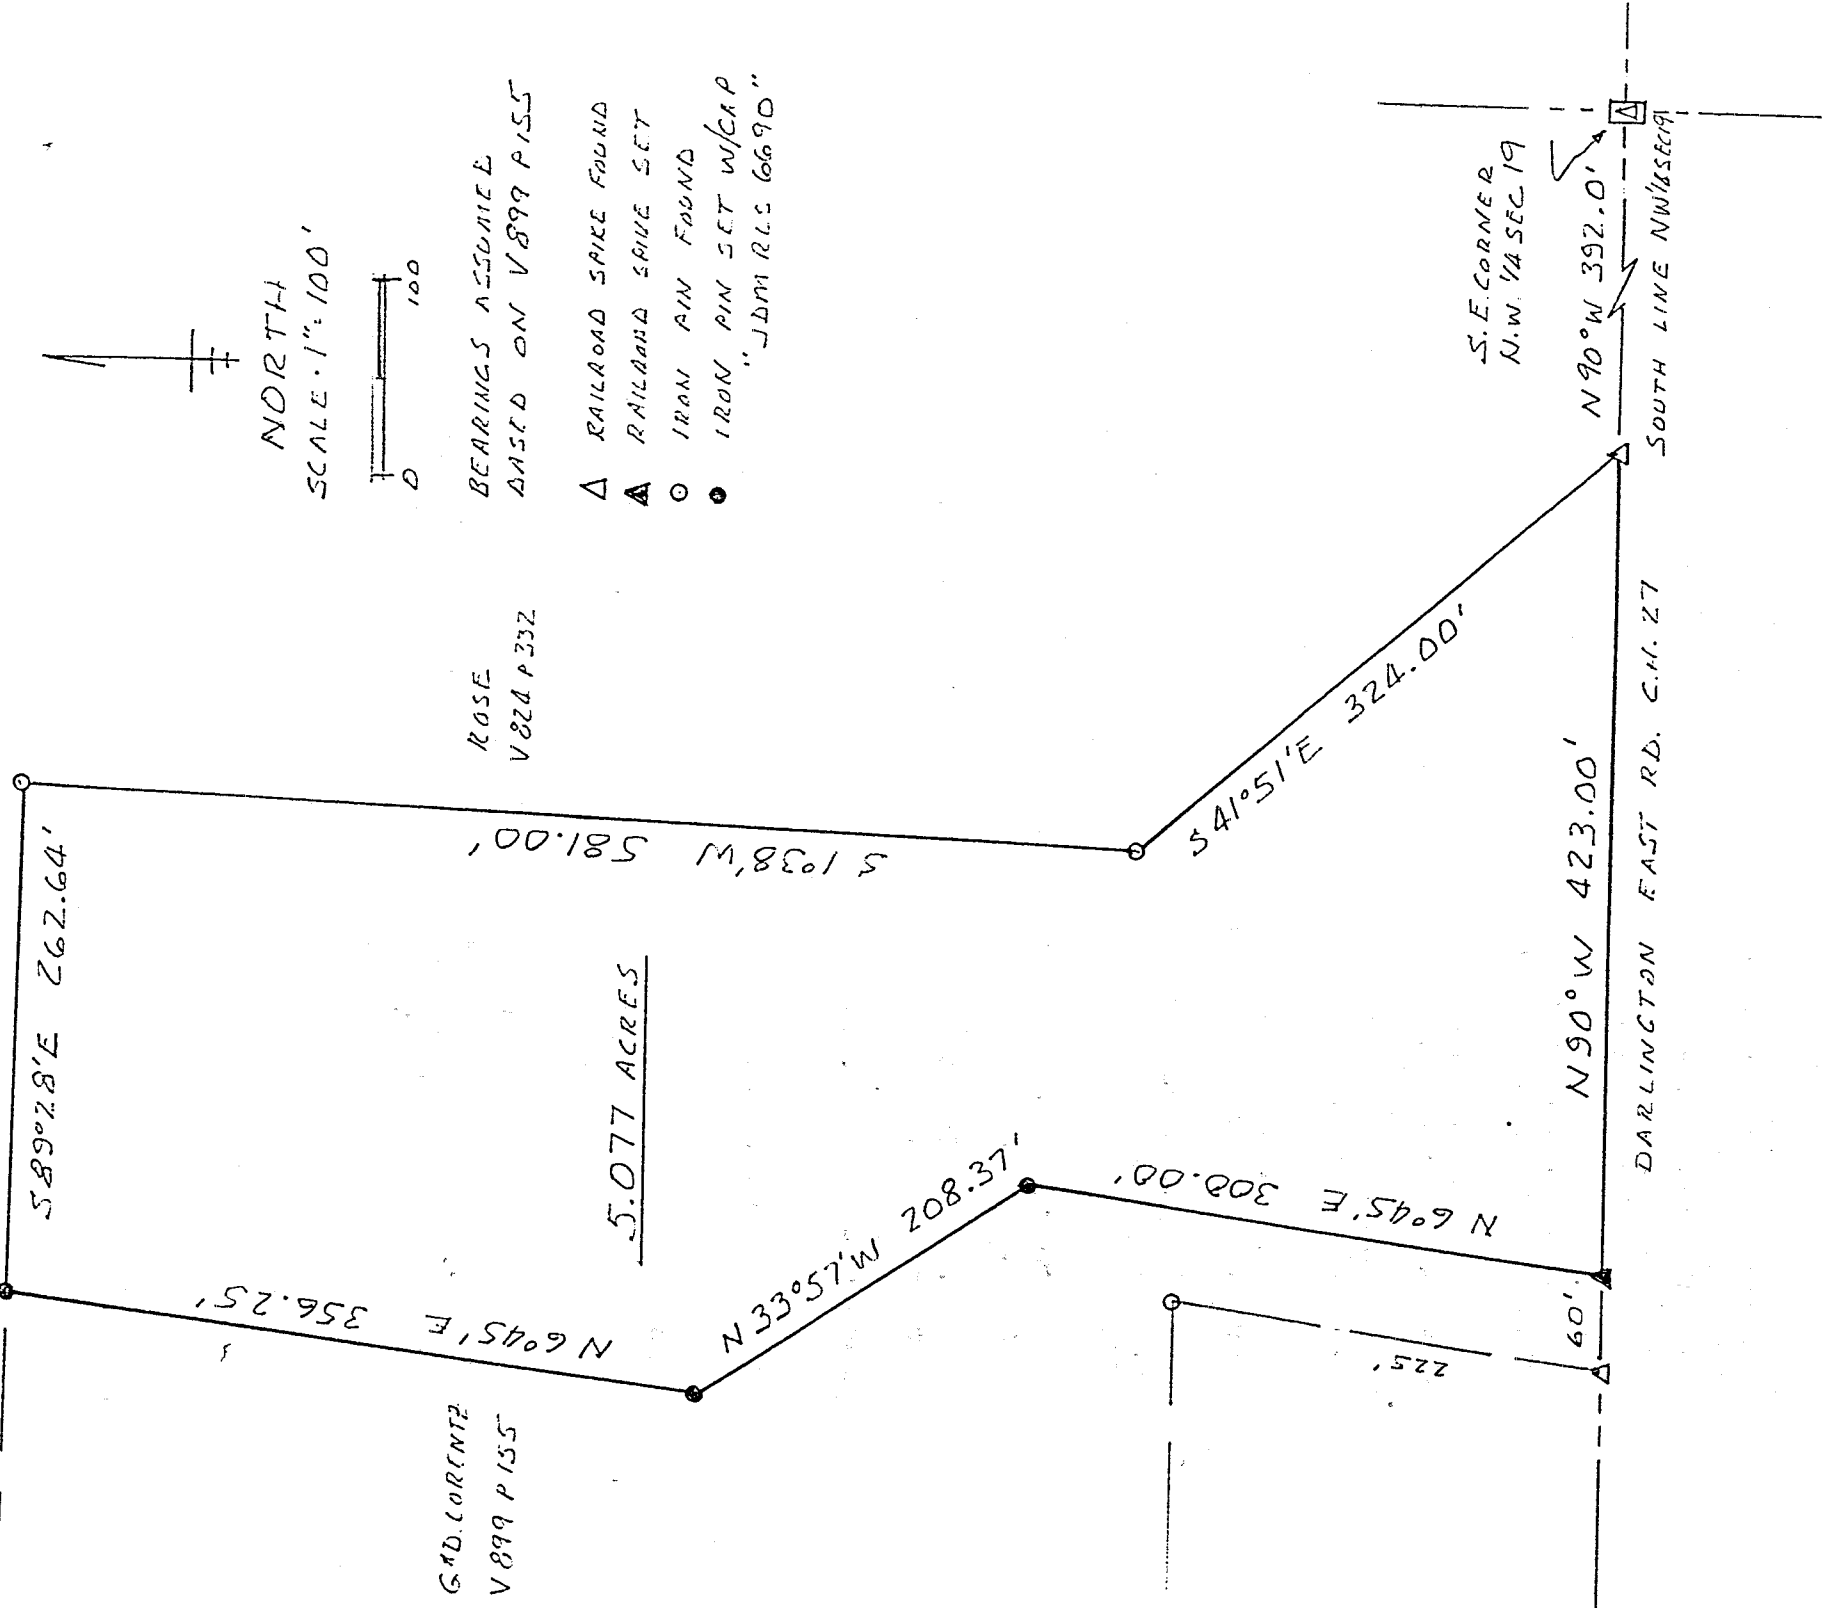 NORTH
SCALE · 1"= 100'
0 100
BEARINGS ASSUMED
BASED ON V899 P155
RAILROAD SPIKE FOUND
RAILROAD SPIKE SET
IRON PIN FOUND
IRON PIN SET W/CAP
"JDM RLS 6690"
ROSE
V824 P332
S89°28'E 262.64'
S 1°38'W 581.00'
S 41°51'E 324.00'
S.E. CORNER
N.W. 1/4 SEC 19
N90°W 392.0'
SOUTH LINE NW1/4 SEC19
N90°W 423.00'
DARLINGTON EAST RD. C.H. 27
60'
225'
N 6°45'E 300.00'
N 33°57'W 208.37'
N 6°45'E 356.25'
5.077 ACRES
G&D. LORENTZ
V899 P155